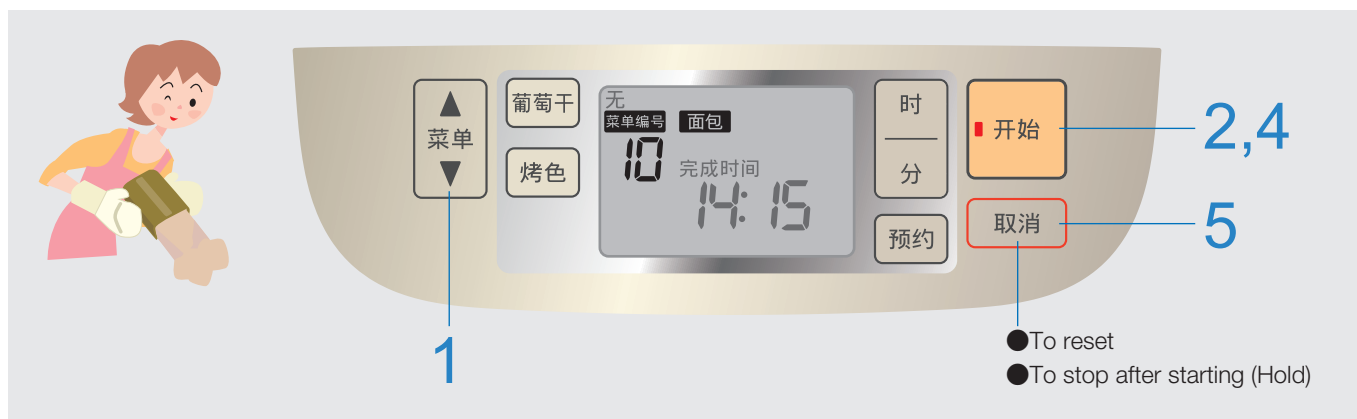 ▲
菜单
▼
葡萄干
烤色
无
菜单编号 面包
10
完成时间
14:15
时
分
预约
开始
取消
2,4
5
1
●To reset
●To stop after starting (Hold)